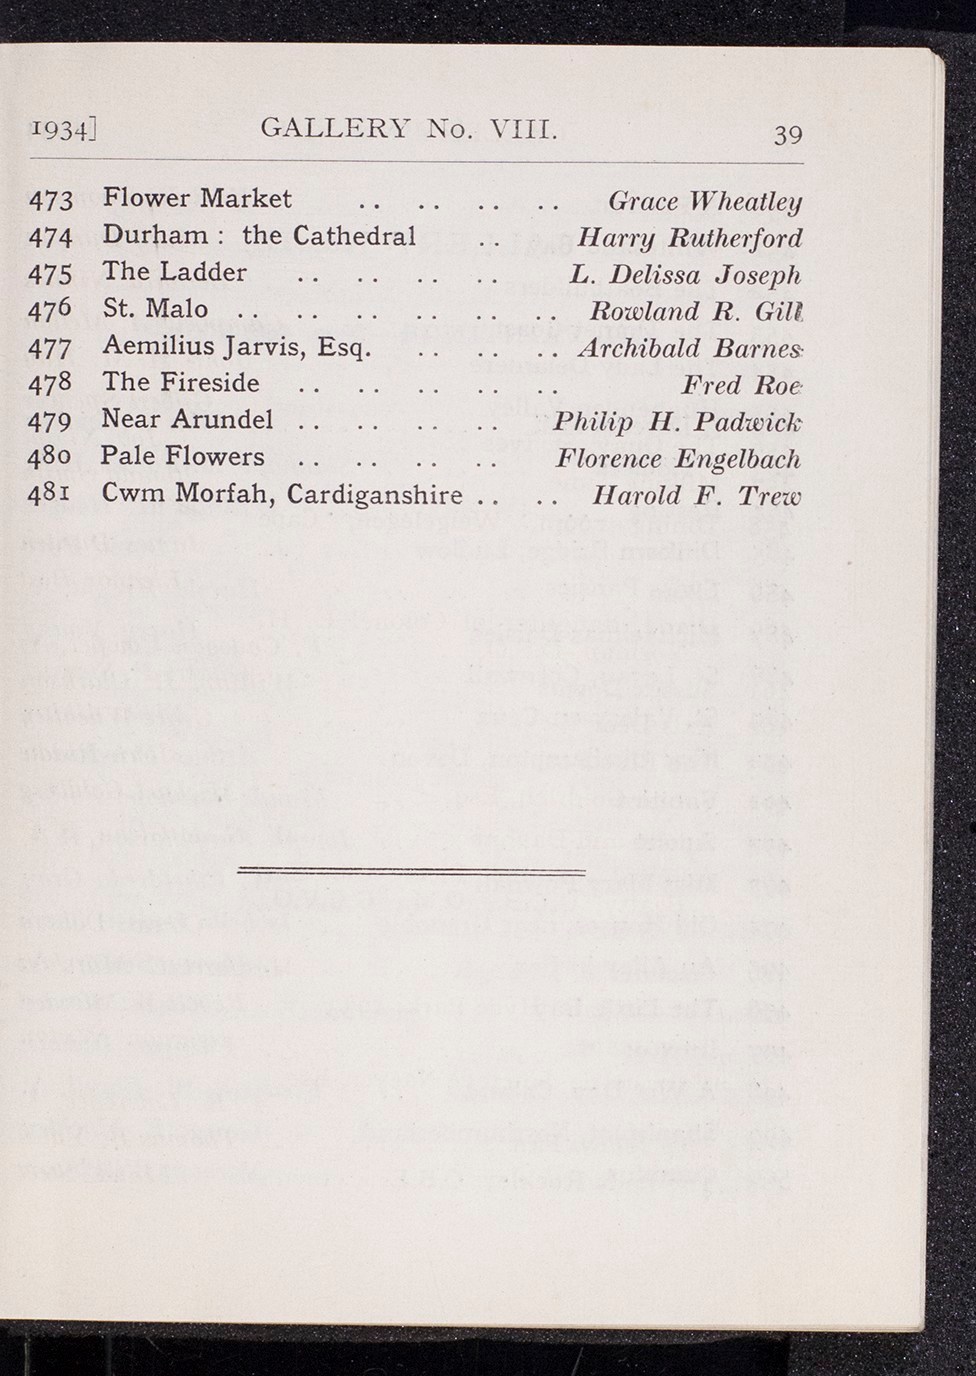 1934] GALLERY No. VIII. 39
473 Flower Market .. .. .. .. Grace Wheatley
474 Durham : the Cathedral .. Harry Rutherford
475 The Ladder .. .. .. .. L. Delissa Joseph
476 St. Malo .. .. .. .. .. .. Rowland R. Gill
477 Aemilius Jarvis, Esq. .. .. .. Archibald Barnes
478 The Fireside .. .. .. .. .. Fred Roe
479 Near Arundel .. .. .. .. Philip H. Padwick
480 Pale Flowers .. .. .. .. Florence Engelbach
481 Cwm Morfah, Cardiganshire .. .. Harold F. Trew